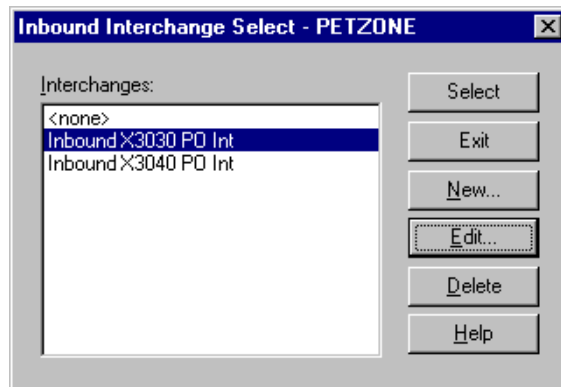 Inbound Interchange Select - PETZONE
Interchanges:
<none>
Inbound X3030 PO Int
Inbound X3040 PO Int
Select
Exit
New...
Edit...
Delete
Help